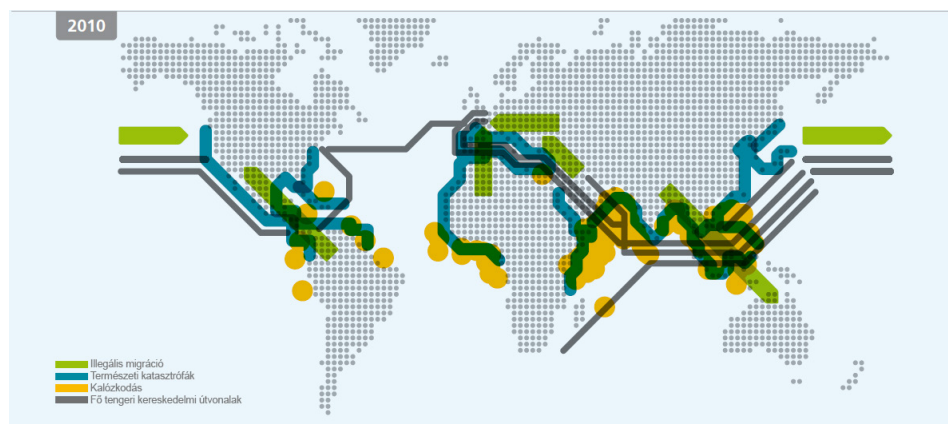 2010
Illegális migráció
Természeti katasztrófák
Kalózkodás
Fő tengeri kereskedelmi útvonalak